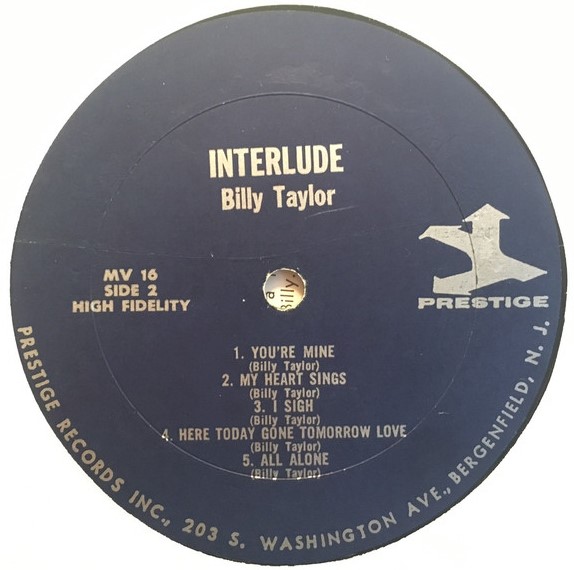 INTERLUDE
Billy Taylor
MV 16
SIDE 2
HIGH FIDELITY
PRESTIGE
Billy
1. YOU'RE MINE
(Billy Taylor)
2. MY HEART SINGS
(Billy Taylor)
3. I SIGH
(Billy Taylor)
4. HERE TODAY GONE TOMORROW LOVE
(Billy Taylor)
5. ALL ALONE
(Billy Taylor)
PRESTIGE RECORDS INC., 203 S. WASHINGTON AVE., BERGENFIELD, N. J.